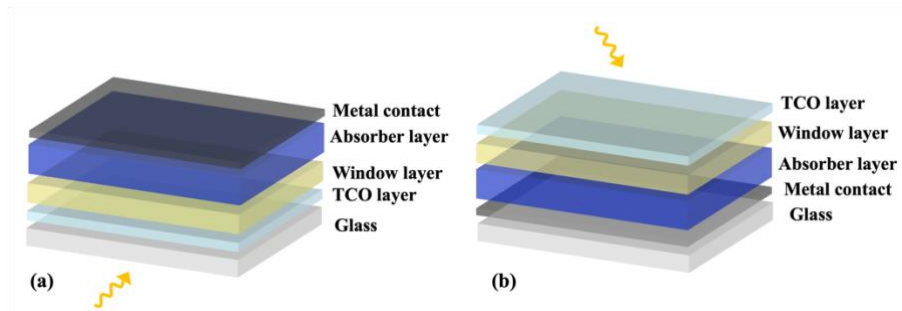 Metal contact
Absorber layer
Window layer
TCO layer
Glass
(a)
TCO layer
Window layer
Absorber layer
Metal contact
Glass
(b)